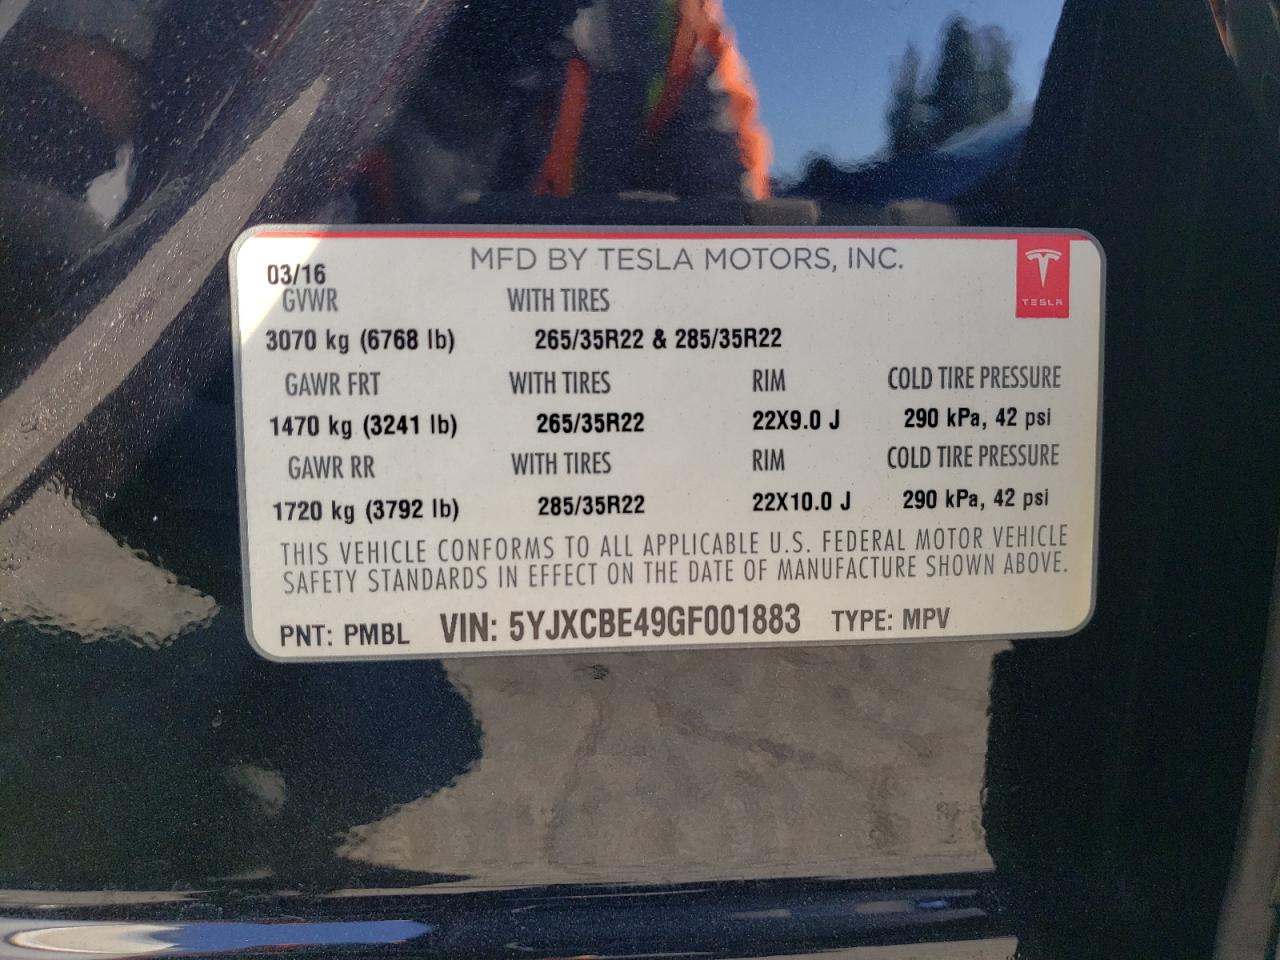 MFD BY TESLA MOTORS, INC.
03/16
TESLA
GVWR WITH TIRES
3070 kg (6768 lb) 265/35R22 & 285/35R22
GAWR FRT WITH TIRES RIM COLD TIRE PRESSURE
1470 kg (3241 lb) 265/35R22 22X9.0 J 290 kPa, 42 psi
GAWR RR WITH TIRES RIM COLD TIRE PRESSURE
1720 kg (3792 lb) 285/35R22 22X10.0 J 290 kPa, 42 psi
THIS VEHICLE CONFORMS TO ALL APPLICABLE U.S. FEDERAL MOTOR VEHICLE
SAFETY STANDARDS IN EFFECT ON THE DATE OF MANUFACTURE SHOWN ABOVE.
PNT: PMBL VIN: 5YJXCBE49GF001883 TYPE: MPV